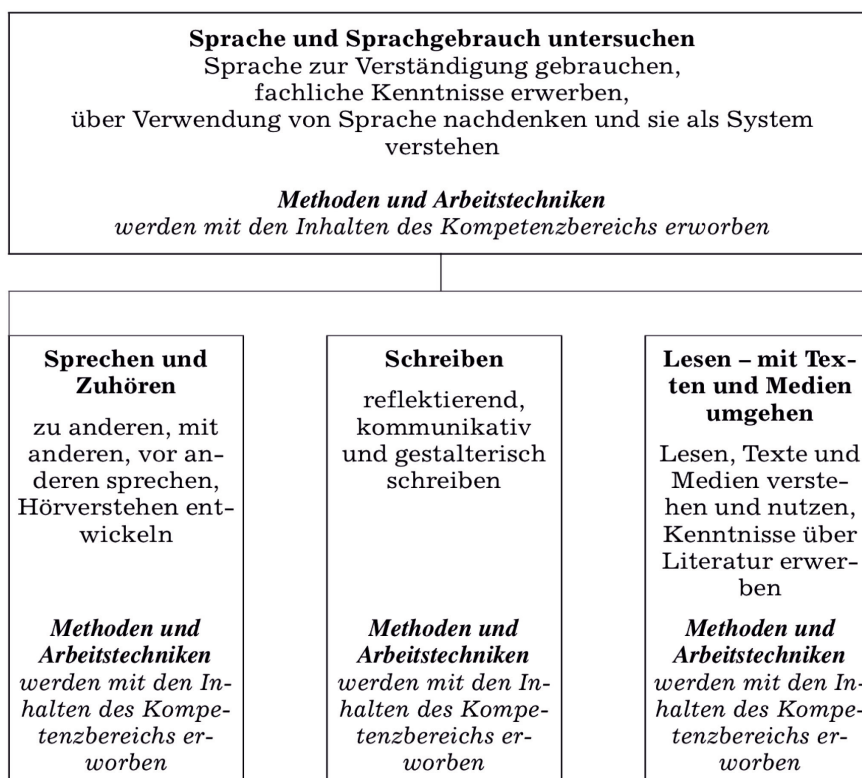 Sprache und Sprachgebrauch untersuchen
Sprache zur Verständigung gebrauchen,
fachliche Kenntnisse erwerben,
über Verwendung von Sprache nachdenken und sie als System
verstehen
Methoden und Arbeitstechniken
werden mit den Inhalten des Kompetenzbereichs erworben
Sprechen und
Zuhören
zu anderen, mit
anderen, vor an-
deren sprechen,
Hörverstehen ent-
wickeln
Methoden und
Arbeitstechniken
werden mit den In-
halten des Kompe-
tenzbereichs er-
worben
Schreiben
reflektierend,
kommunikativ
und gestalterisch
schreiben
Methoden und
Arbeitstechniken
werden mit den In-
halten des Kompe-
tenzbereichs er-
worben
Lesen – mit Tex-
ten und Medien
umgehen
Lesen, Texte und
Medien verste-
hen und nutzen,
Kenntnisse über
Literatur erwer-
ben
Methoden und
Arbeitstechniken
werden mit den In-
halten des Kompe-
tenzbereichs er-
worben